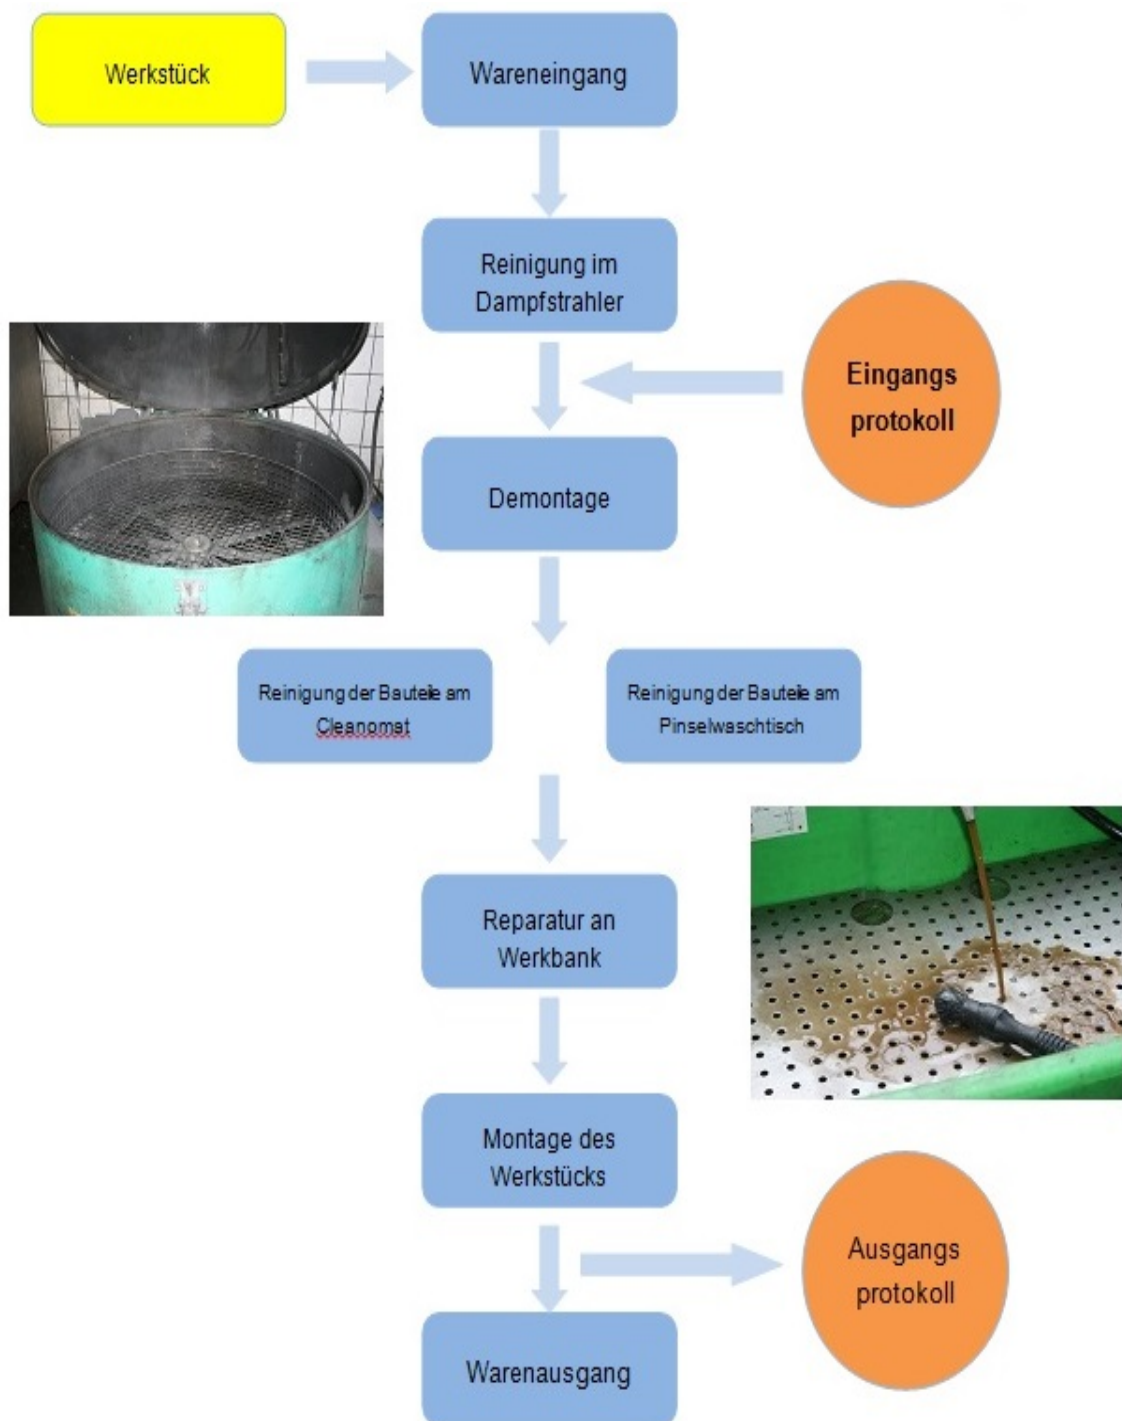 Werkstück
Wareneingang
Reinigung im
Dampfstrahler
Eingangs
protokoll
Demontage
Reinigung der Bauteile am
Cleanomat
Reinigung der Bauteile am
Pinselwaschtisch
Reparatur an
Werkbank
Montage des
Werkstücks
Ausgangs
protokoll
Warenausgang